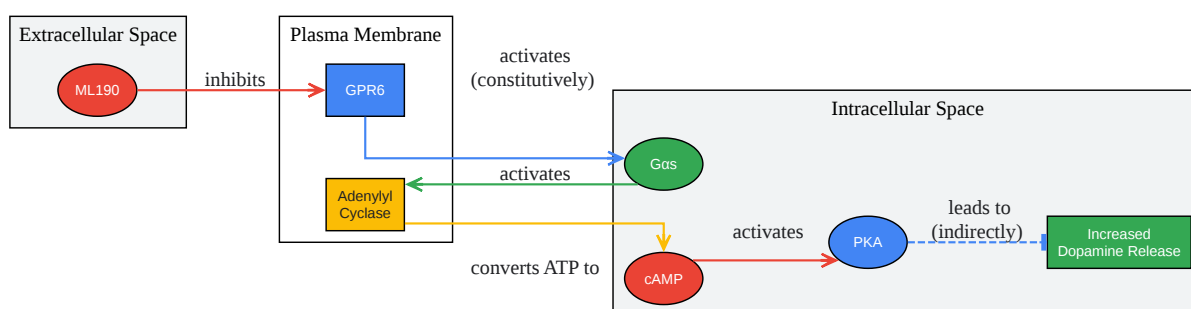 Extracellular Space
ML190
inhibits
Plasma Membrane
GPR6
activates
(constitutively)
Intracellular Space
Gαs
activates
Adenylyl
Cyclase
converts ATP to
cAMP
activates
PKA
leads to
(indirectly)
Increased
Dopamine Release